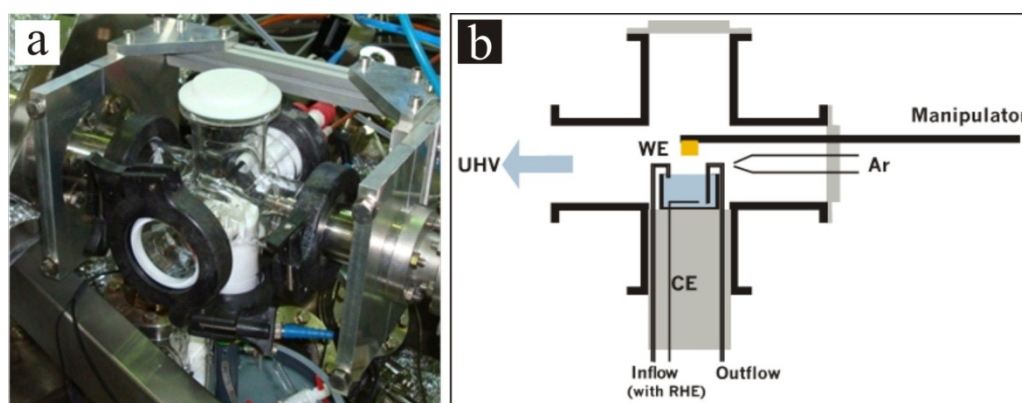 a
b
Manipulator
WE
UHV
Ar
CE
Inflow
(with RHE)
Outflow